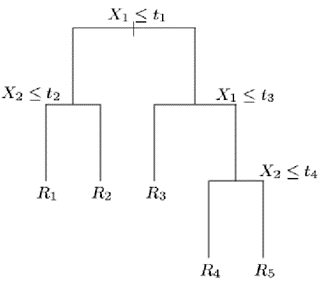 X₁ ≤ t₁
X₂ ≤ t₂
X₁ ≤ t₃
X₂ ≤ t₄
R₁ R₂ R₃
R₄ R₅